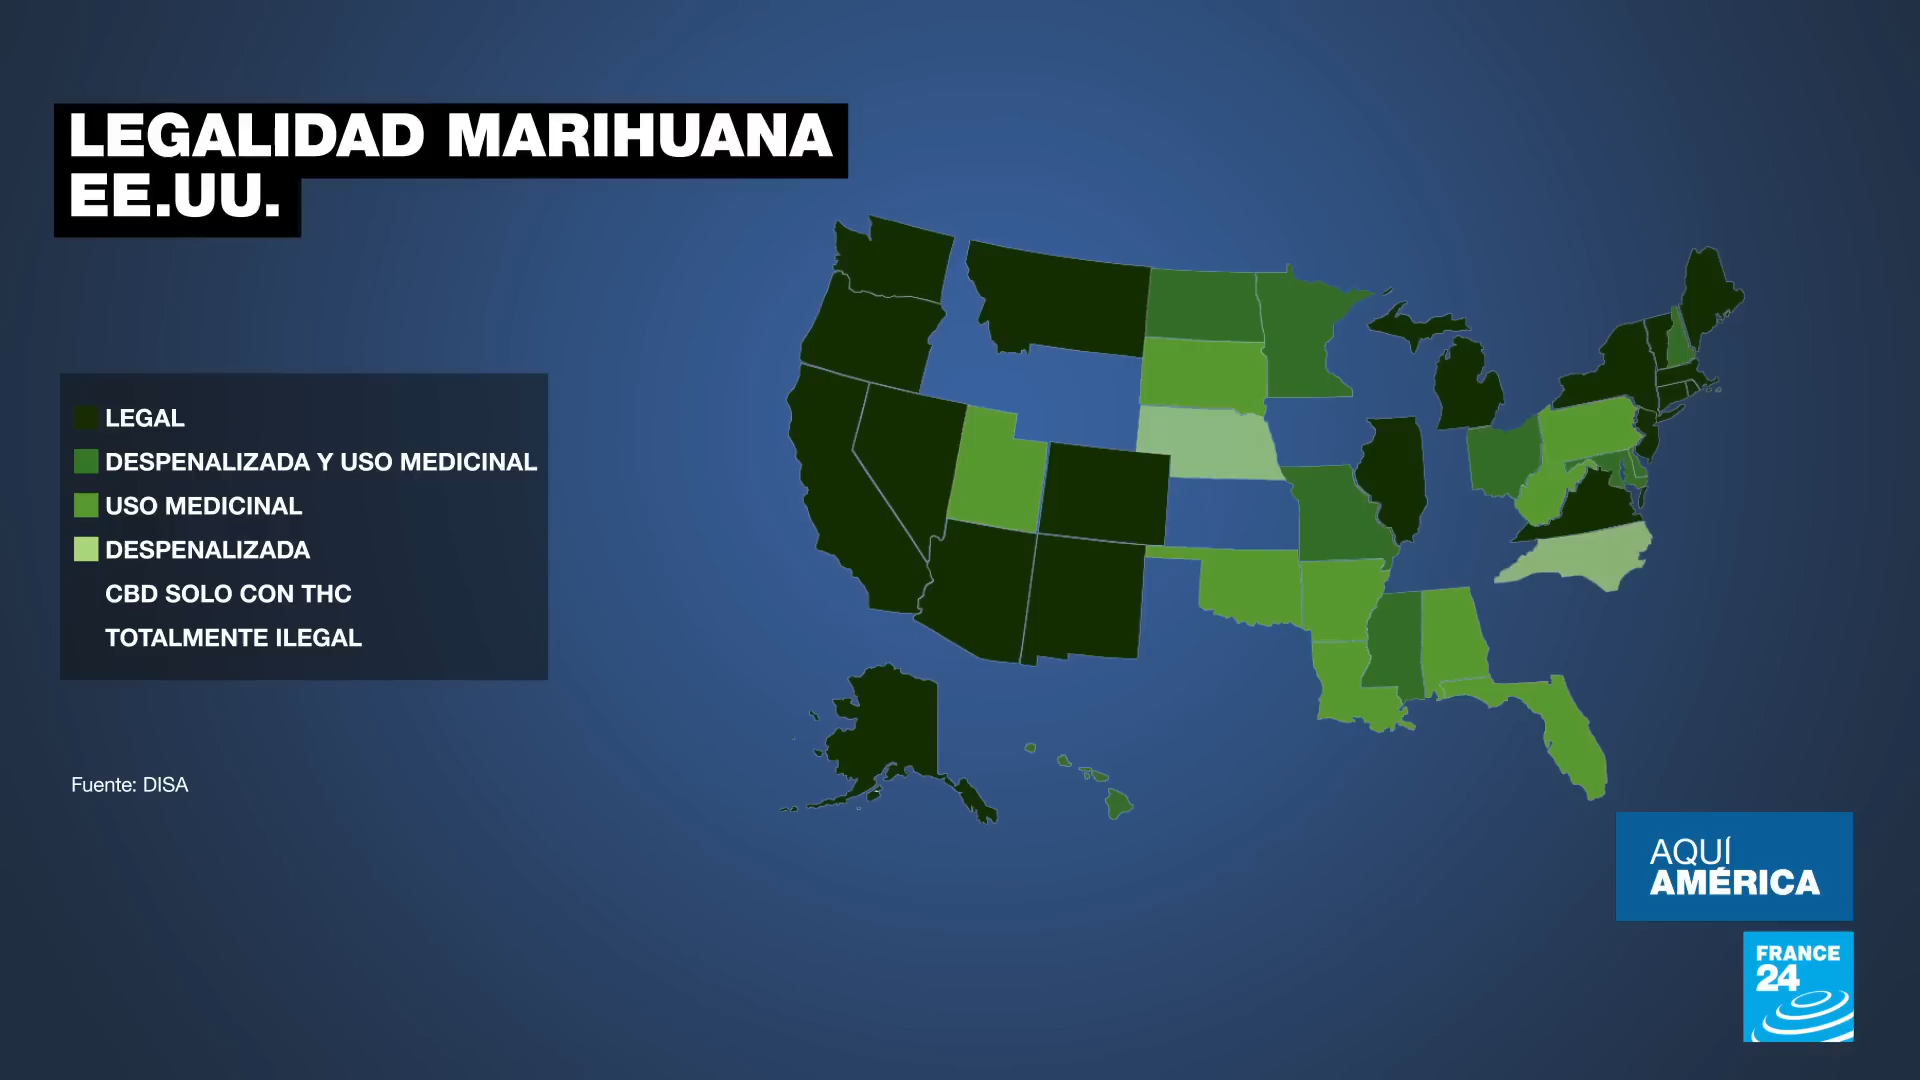 LEGALIDAD MARIHUANA
EE.UU.
LEGAL
DESPENALIZADA Y USO MEDICINAL
USO MEDICINAL
DESPENALIZADA
CBD SOLO CON THC
TOTALMENTE ILEGAL
Fuente: DISA
AQUÍ
AMÉRICA
FRANCE
24